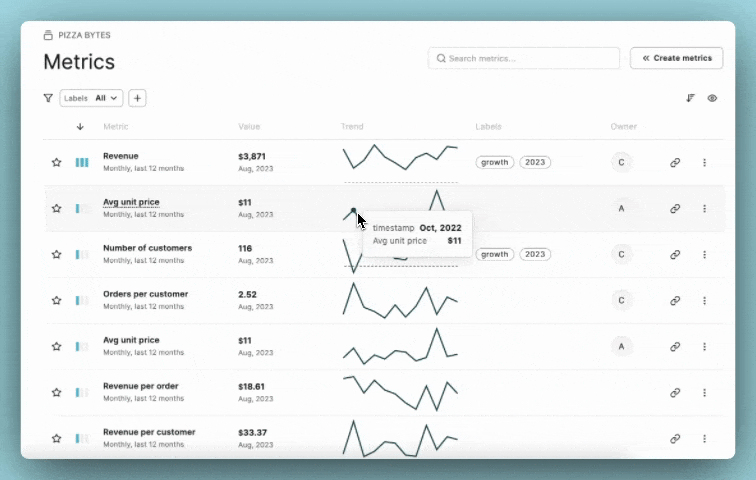 PIZZA BYTES
Metrics
Search metrics...
Create metrics
Labels All
Metric Value Trend Labels Owner
Revenue $3,871 growth 2023 C
Monthly, last 12 months Aug, 2023
Avg unit price $11 A
Monthly, last 12 months Aug, 2023
timestamp Oct, 2022
Avg unit price $11
Number of customers 116 growth 2023 C
Monthly, last 12 months Aug, 2023
Orders per customer 2.52 C
Monthly, last 12 months Aug, 2023
Avg unit price $11 A
Monthly, last 12 months Aug, 2023
Revenue per order $18.61
Monthly, last 12 months Aug, 2023
Revenue per customer $33.37
Monthly, last 12 months Aug, 2023